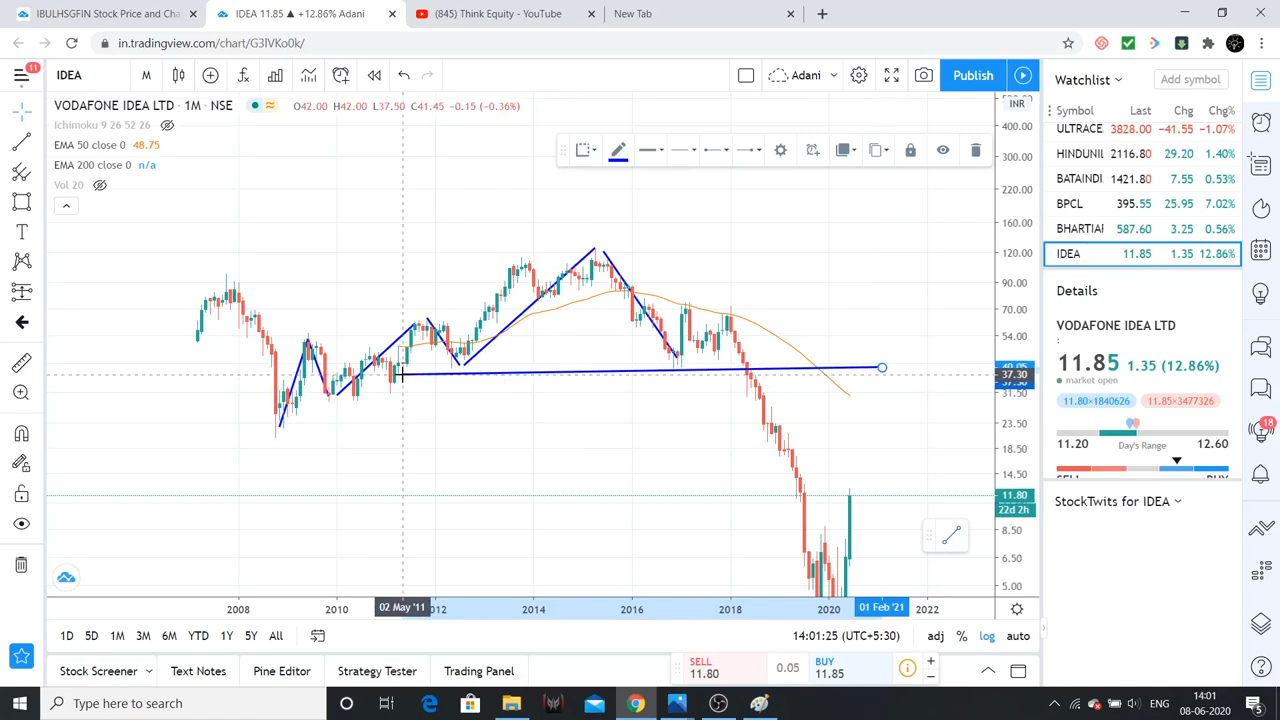 IBULHSGFIN Stock Price and Cha
IDEA 11.85 ▲ +12.86% Adani
(845) Think Equity - YouTube
New Tab
in.tradingview.com/chart/G3lVKo0k/
11
IDEA
M
Adani
Publish
Watchlist
Add symbol
VODAFONE IDEA LTD · 1M · NSE
O42.00 H42.00 L37.50 C41.45 −0.15 (−0.36%)
Ichimoku 9 26 52 26
EMA 50 close 0 48.75
EMA 200 close 0 n/a
Vol 20
INR
400.00
300.00
220.00
160.00
120.00
90.00
70.00
54.00
37.30
31.50
23.50
18.50
14.50
11.80
22d 2h
8.50
6.50
5.00
Symbol Last Chg Chg%
ULTRACE 3828.00 −41.55 −1.07%
HINDUNIL 2116.80 29.20 1.40%
BATAINDI 1421.80 7.55 0.53%
BPCL 395.55 25.95 7.02%
BHARTIAR 587.60 3.25 0.56%
IDEA 11.85 1.35 12.86%
Details
VODAFONE IDEA LTD
:
11.85 1.35 (12.86%)
market open
11.80×1840626 11.85×3477326
18
11.20 Day's Range 12.60
SELL BUY
StockTwits for IDEA
2008 2010 02 May '11 012 2014 2016 2018 2020 01 Feb '21 2022
1D 5D 1M 3M 6M YTD 1Y 5Y All
14:01:25 (UTC+5:30)
adj % log auto
Stock Screener Text Notes Pine Editor Strategy Tester Trading Panel
SELL
11.80
0.05
BUY
11.85
Type here to search
ENG
14:01
08-06-2020
5